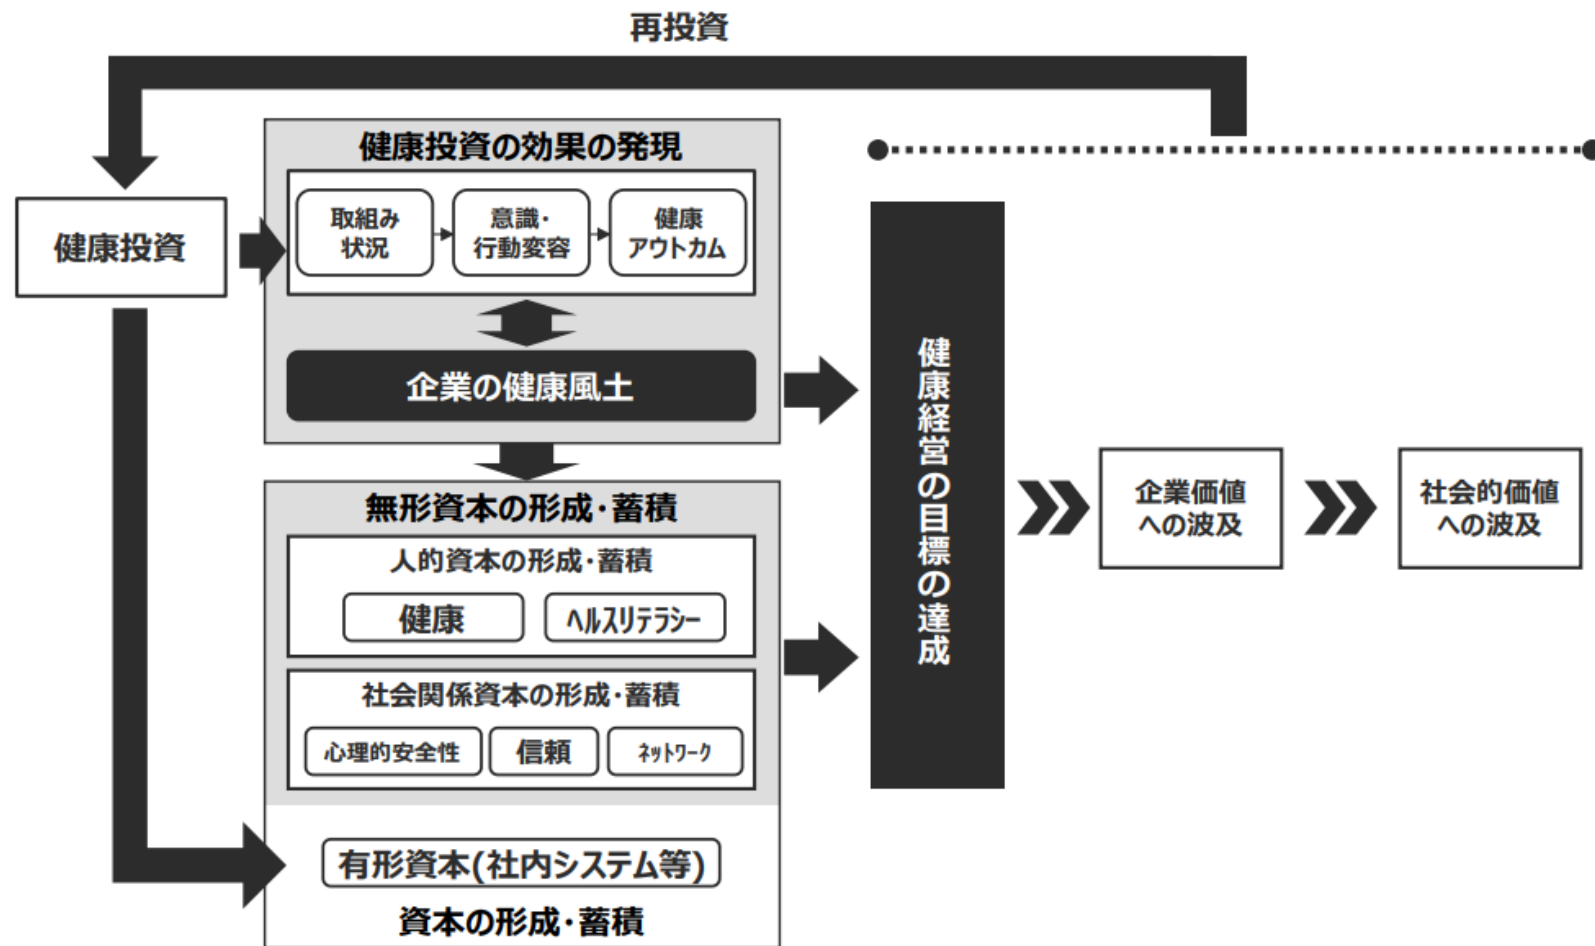 再投資
健康投資
健康投資の効果の発現
取組み
状況
意識・
行動変容
健康
アウトカム
企業の健康風土
無形資本の形成・蓄積
人的資本の形成・蓄積
健康
ヘルスリテラシー
社会関係資本の形成・蓄積
心理的安全性
信頼
ネットワーク
有形資本(社内システム等)
資本の形成・蓄積
健康経営の目標の達成
企業価値
への波及
社会的価値
への波及